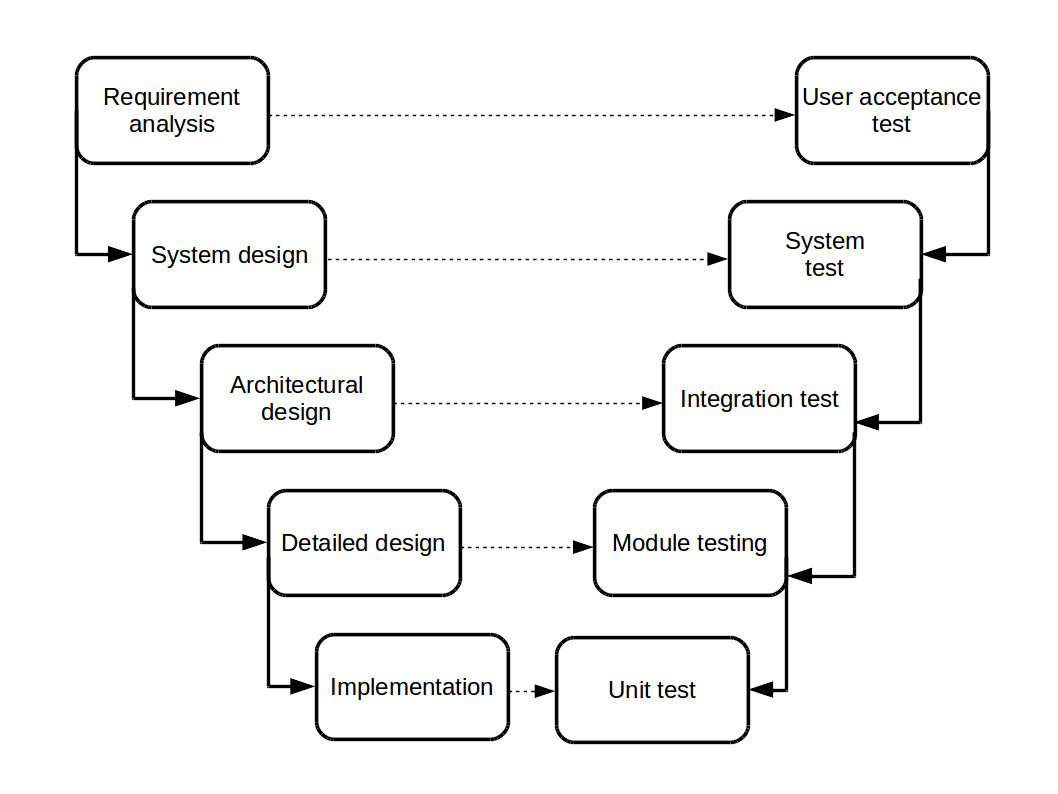 Requirement
analysis
User acceptance
test
System design
System
test
Architectural
design
Integration test
Detailed design
Module testing
Implementation
Unit test